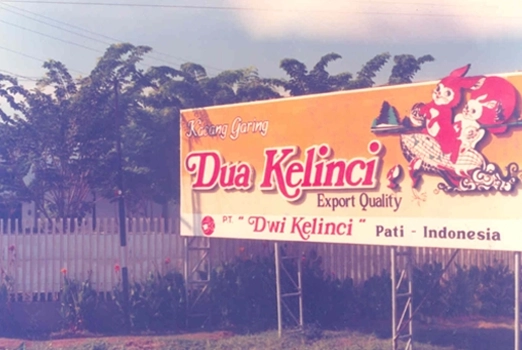 Kacang Garing
Dua Kelinci
Export Quality
PT. "Dwi Kelinci" Pati - Indonesia